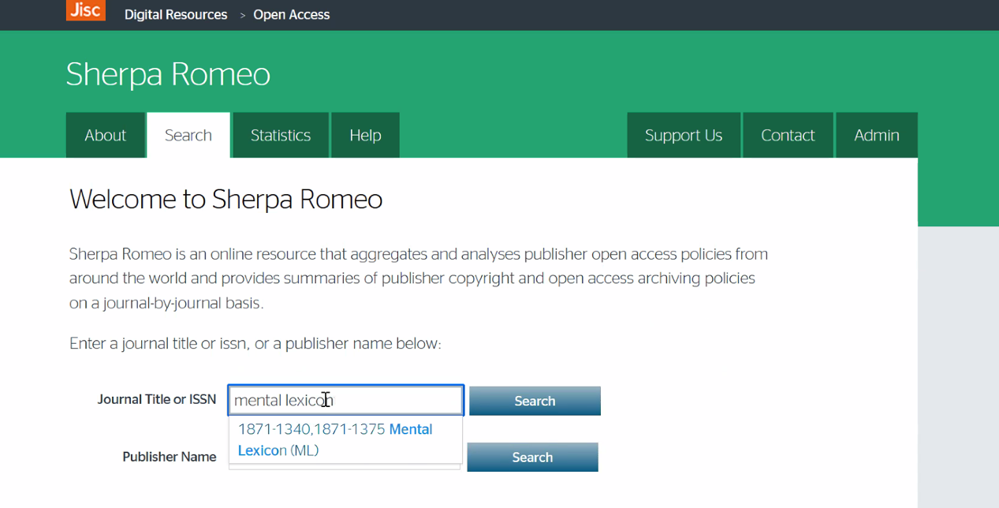 Jisc Digital Resources > Open Access
Sherpa Romeo
About Search Statistics Help Support Us Contact Admin
Welcome to Sherpa Romeo
Sherpa Romeo is an online resource that aggregates and analyses publisher open access policies from
around the world and provides summaries of publisher copyright and open access archiving policies
on a journal-by-journal basis.
Enter a journal title or issn, or a publisher name below:
Journal Title or ISSN mental lexicon Search
1871-1340,1871-1375 Mental
Lexicon (ML)
Publisher Name Search